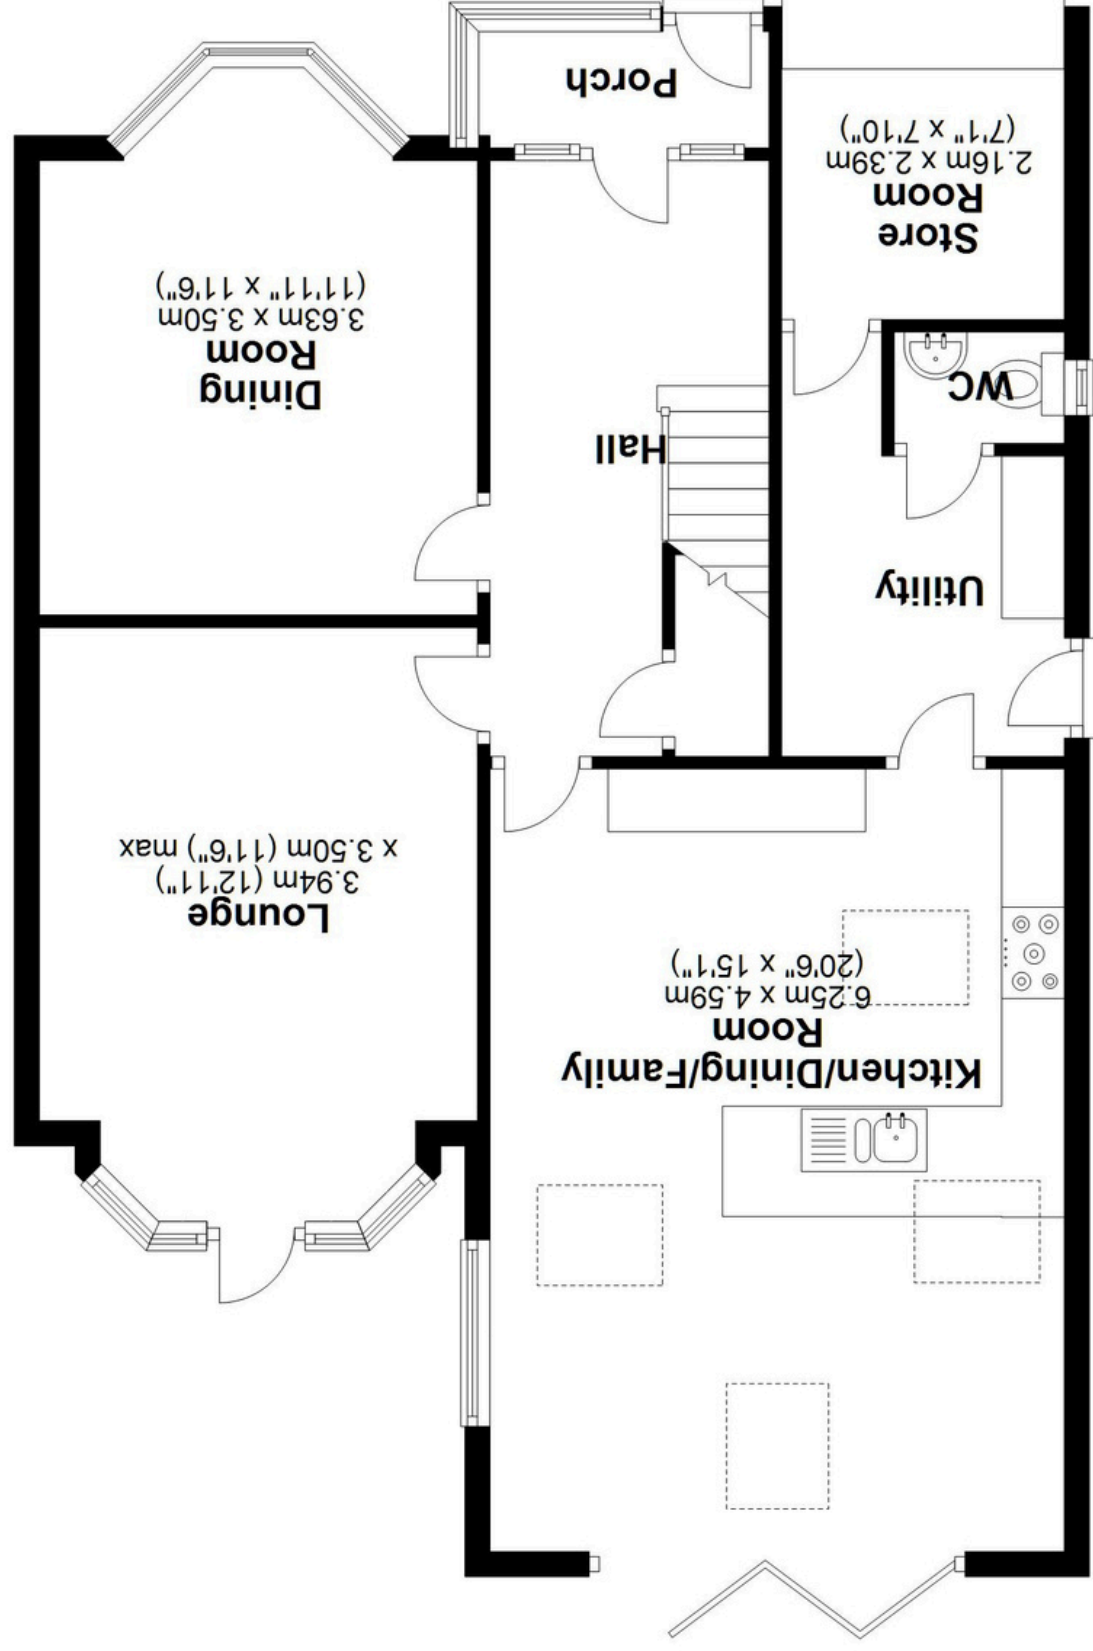 Kitchen/Dining/Family
Room
6.25m x 4.59m
(20'6" x 15'1")
Lounge
3.94m (12'11")
x 3.50m (11'6") max
Utility
Hall
WC
Dining
Room
3.63m x 3.50m
(11'11" x 11'6")
Store
Room
2.16m x 2.39m
(7'1" x 7'10")
Porch